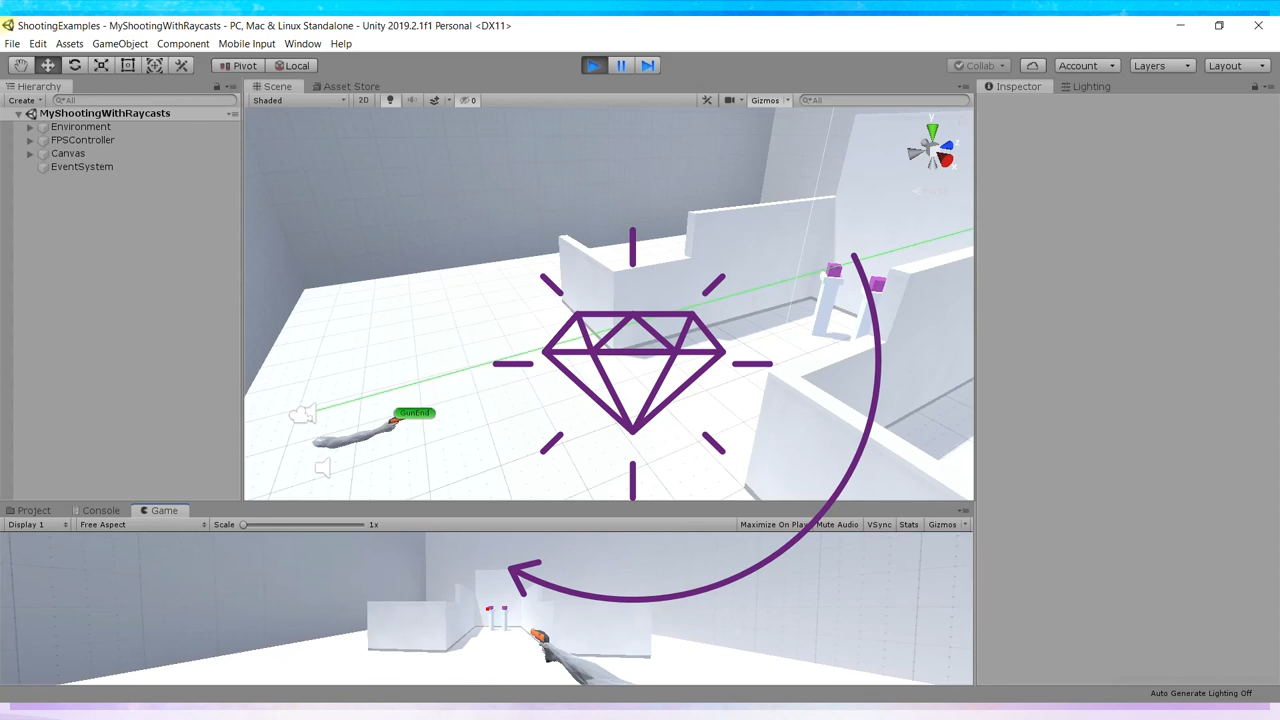 ShootingExamples - MyShootingWithRaycasts - PC, Mac & Linux Standalone - Unity 2019.2.1f1 Personal <DX11>
File Edit Assets GameObject Component Mobile Input Window Help
Pivot Local Collab Account Layers Layout
Hierarchy Scene Asset Store Inspector Lighting
Create All Shaded 2D 0 Gizmos All
MyShootingWithRaycasts
Environment
FPSController
Canvas
EventSystem
y
z
x
GunEnd
Project Console Game
Display 1 Free Aspect Scale 1x Maximize On Play Mute Audio VSync Stats Gizmos
Auto Generate Lighting Off